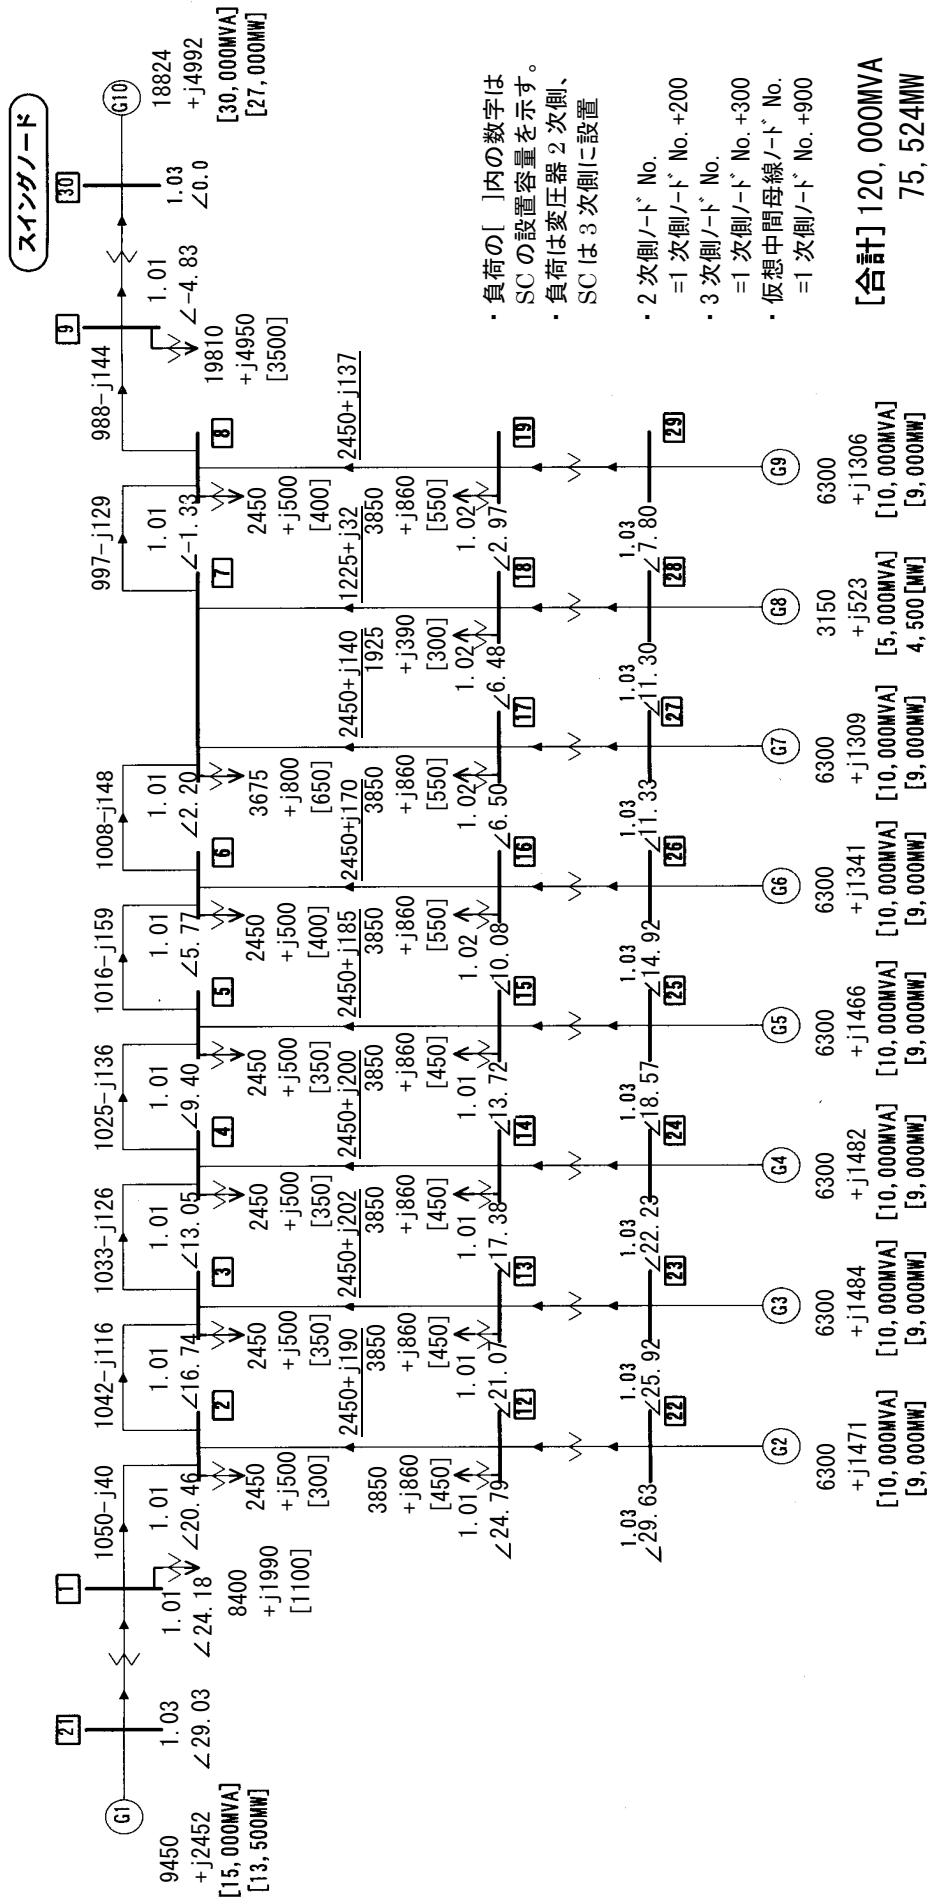 スイングノード
G1
9450
+j2452
[15,000MVA]
[13,500MW]
21
1.03
∠29.03
1
1.01
∠24.18
8400
+j1990
[1100]
1050-j40
1.01
∠20.46
2
2450
+j500
[300]
1042-j116
1.01
∠16.74
3
2450
+j500
[350]
1033-j126
1.01
∠13.05
4
2450
+j500
[350]
1025-j136
1.01
∠9.40
5
2450
+j500
[350]
1016-j159
1.01
∠5.77
6
2450
+j500
[400]
1008-j148
1.01
∠2.20
7
3675
+j800
[650]
997-j129
1.01
∠-1.33
8
2450
+j500
[400]
988-j144
9
1.01
∠-4.83
19810
+j4950
[3500]
30
1.03
∠0.0
G10
18824
+j4992
[30,000MVA]
[27,000MW]
2450+j190
3850
+j860
[450]
1.01
∠24.79
12
2450+j202
3850
+j860
[450]
1.01
∠21.07
13
2450+j200
3850
+j860
[450]
1.01
∠17.38
14
2450+j185
3850
+j860
[450]
1.01
∠13.72
15
2450+j170
3850
+j860
[550]
1.02
∠10.08
16
2450+j140
3850
+j860
[550]
1.02
∠6.50
17
1225+j32
1925
+j390
[300]
1.02
∠6.48
18
2450+j137
3850
+j860
[550]
1.02
∠2.97
19
1.03
∠29.63
22
G2
6300
+j1471
[10,000MVA]
[9,000MW]
1.03
∠25.92
23
G3
6300
+j1484
[10,000MVA]
[9,000MW]
1.03
∠22.23
24
G4
6300
+j1482
[10,000MVA]
[9,000MW]
1.03
∠18.57
25
G5
6300
+j1466
[10,000MVA]
[9,000MW]
1.03
∠14.92
26
G6
6300
+j1341
[10,000MVA]
[9,000MW]
1.03
∠11.33
27
G7
6300
+j1309
[10,000MVA]
[9,000MW]
1.03
∠11.30
28
G8
3150
+j523
[5,000MVA]
4,500[MW]
1.03
∠7.80
29
G9
6300
+j1306
[10,000MVA]
[9,000MW]
・負荷の[ ]内の数字は
SCの設置容量を示す。
・負荷は変圧器2次側、
SCは3次側に設置
・2次側ノードNo.
=1次側ノードNo.+200
・3次側ノードNo.
=1次側ノードNo.+300
・仮想中間母線ノードNo.
=1次側ノードNo.+900
[合計] 120,000MVA
75,524MW